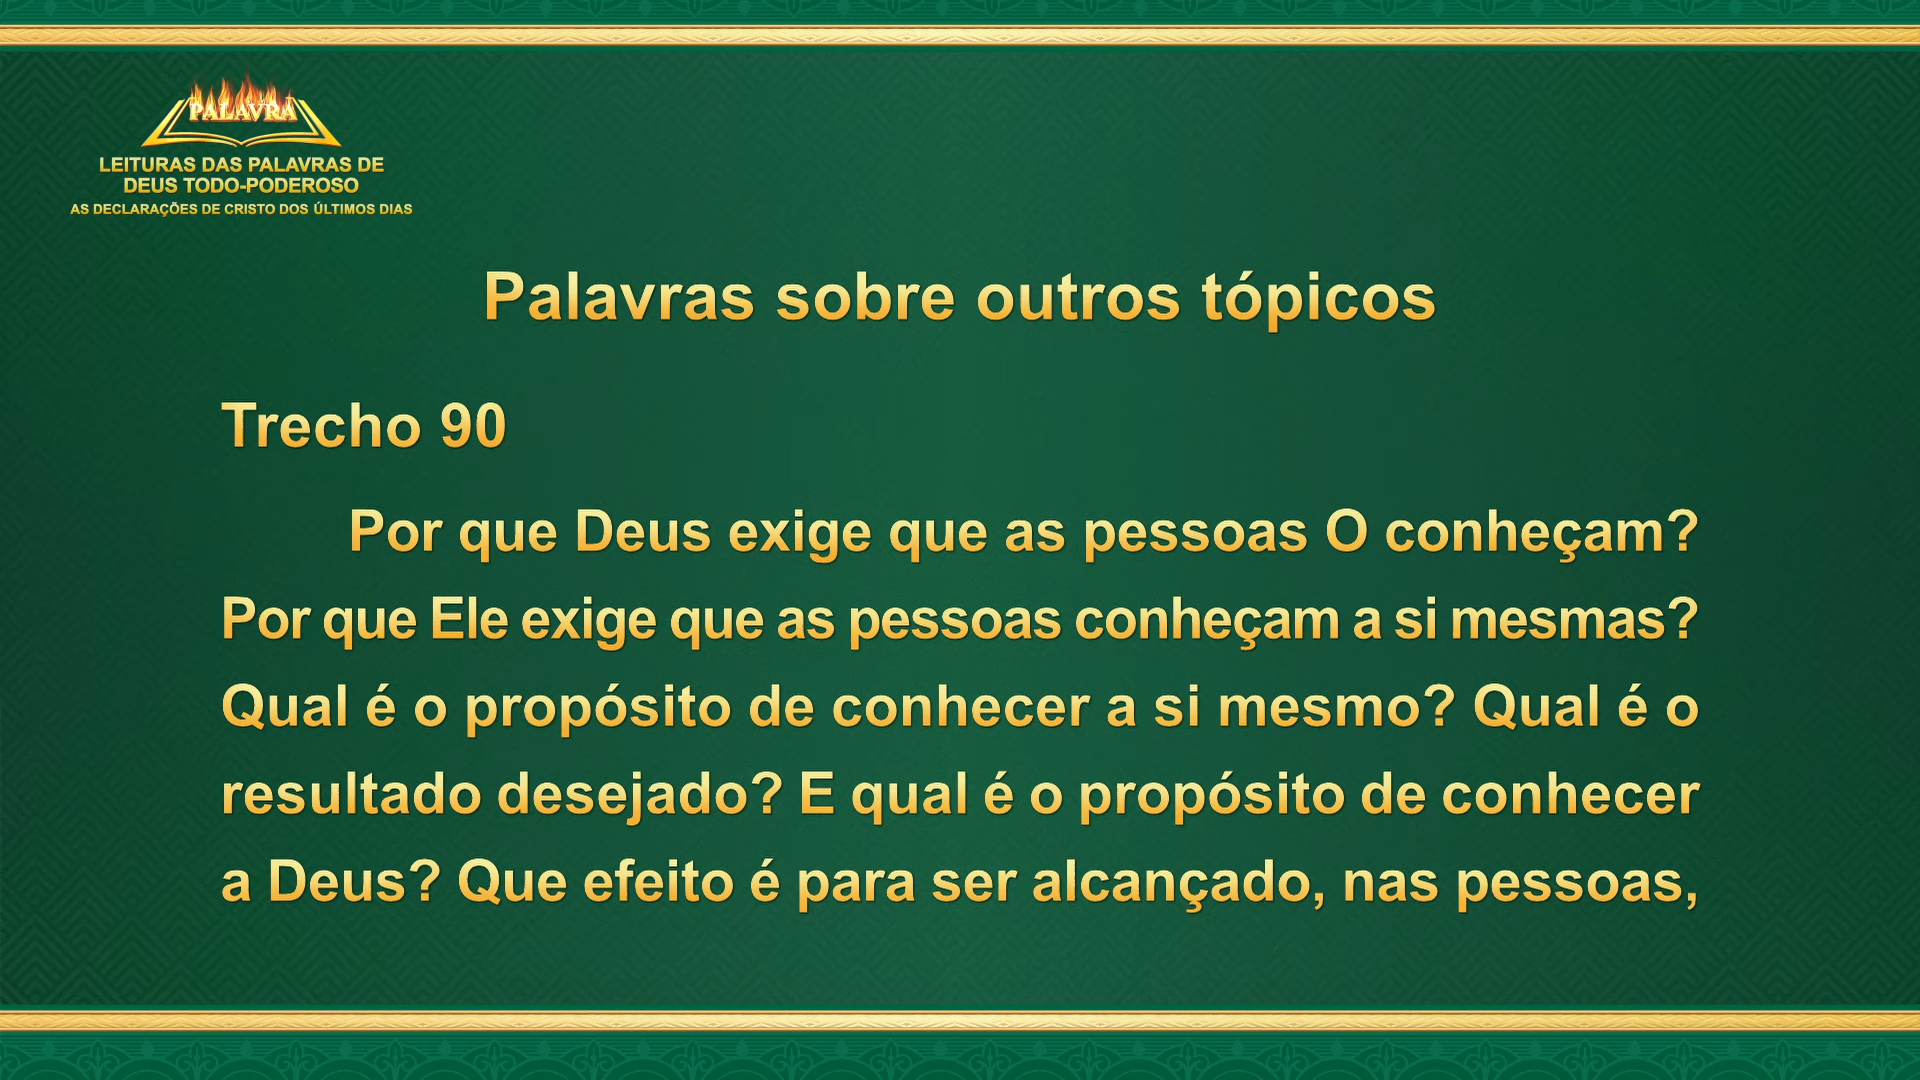 PALAVRA
LEITURAS DAS PALAVRAS DE
DEUS TODO-PODEROSO
AS DECLARAÇÕES DE CRISTO DOS ÚLTIMOS DIAS
Palavras sobre outros tópicos
Trecho 90
Por que Deus exige que as pessoas O conheçam?
Por que Ele exige que as pessoas conheçam a si mesmas?
Qual é o propósito de conhecer a si mesmo? Qual é o
resultado desejado? E qual é o propósito de conhecer
a Deus? Que efeito é para ser alcançado, nas pessoas,